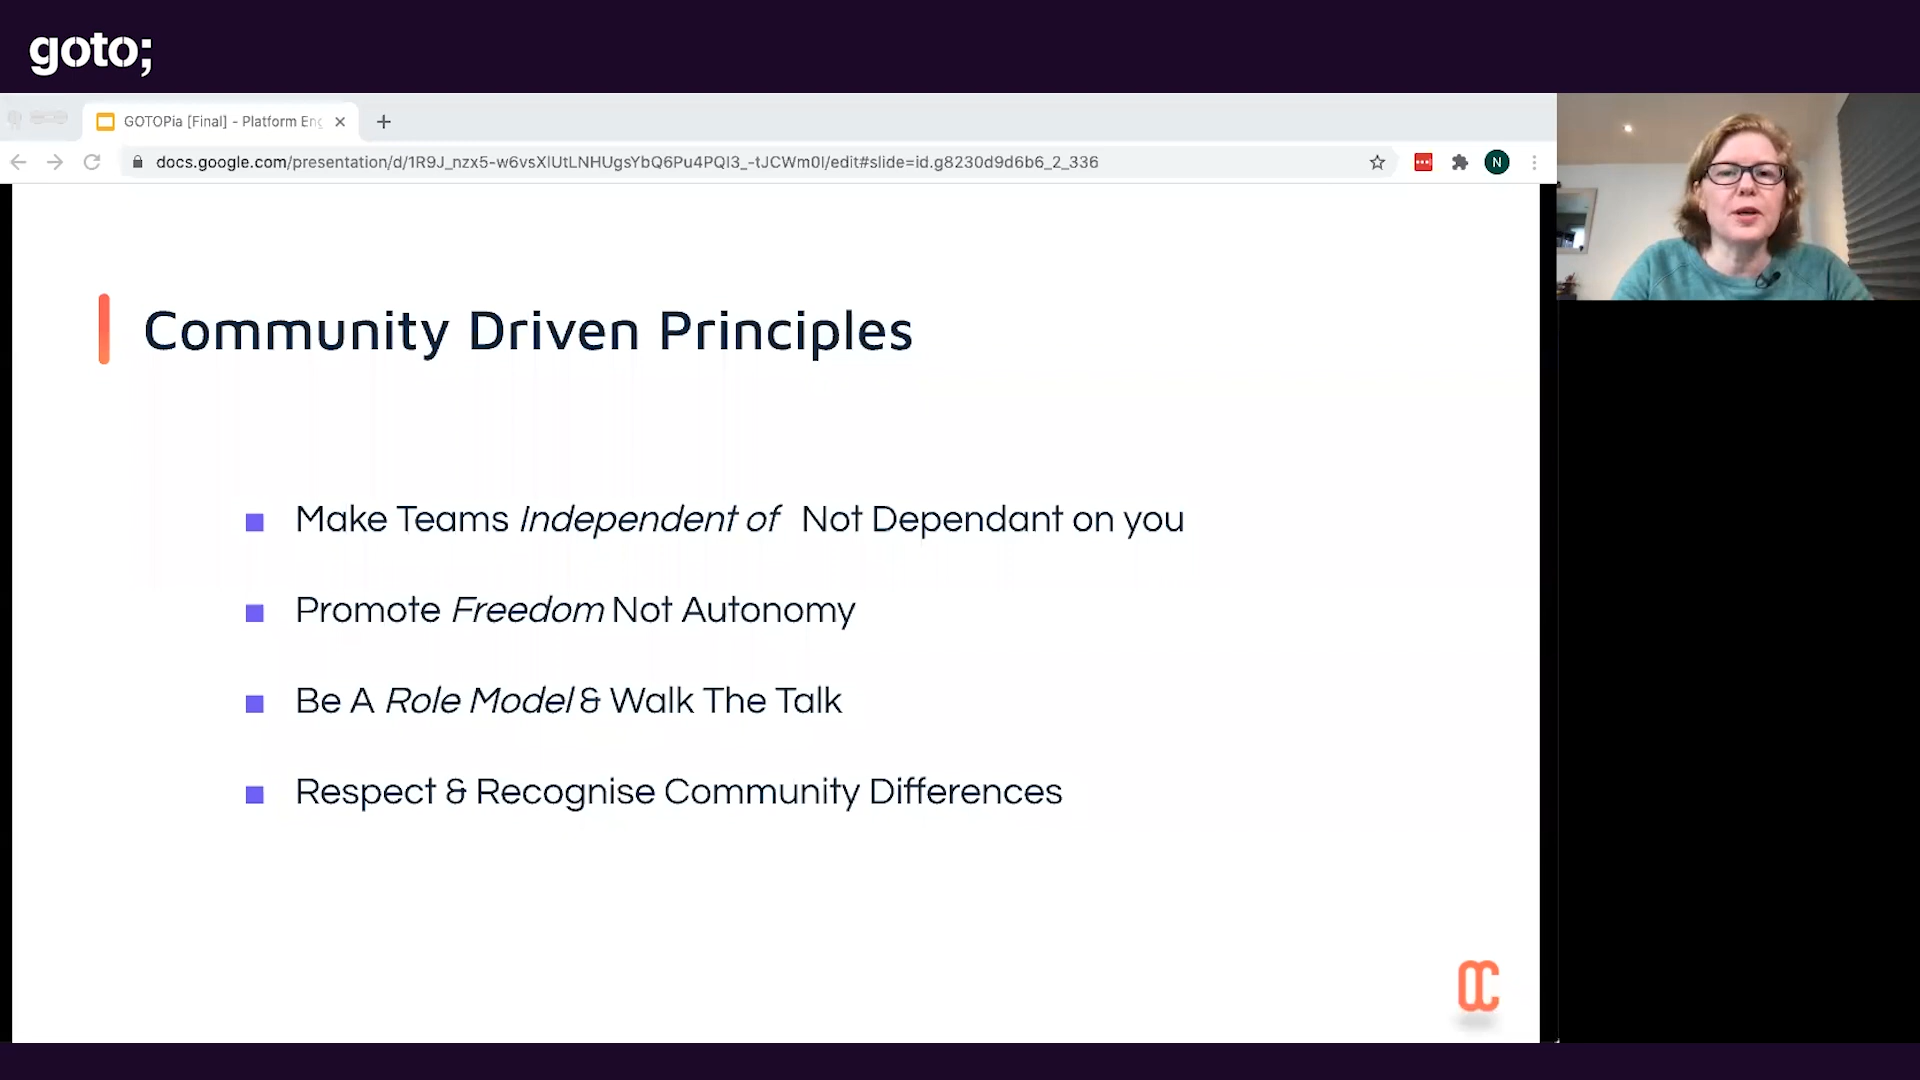 goto;
GOTOPia [Final] - Platform Eng
docs.google.com/presentation/d/1R9J_nzx5-w6vsXlUtLNHUgsYbQ6Pu4PQI3_-tJCWm0I/edit#slide=id.g8230d9d6b6_2_336
N
Community Driven Principles
Make Teams Independent of Not Dependant on you
Promote Freedom Not Autonomy
Be A Role Model & Walk The Talk
Respect & Recognise Community Differences